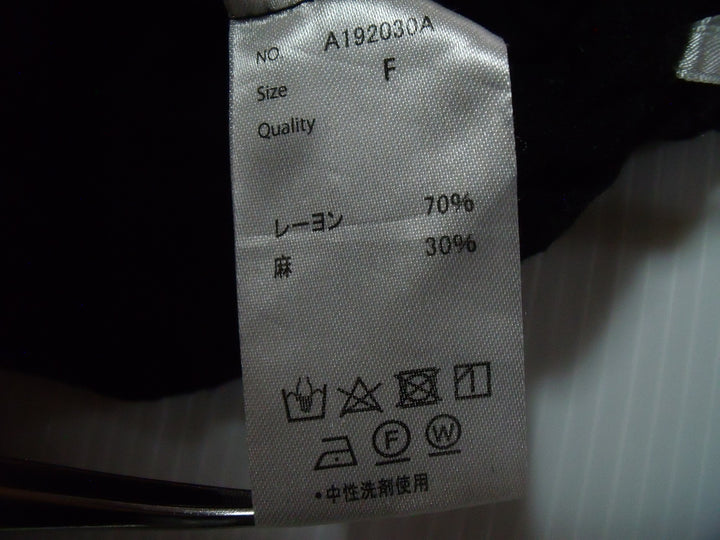 NO. A192030A
Size F
Quality
レーヨン 70%
麻 30%
F W
・中性洗剤使用